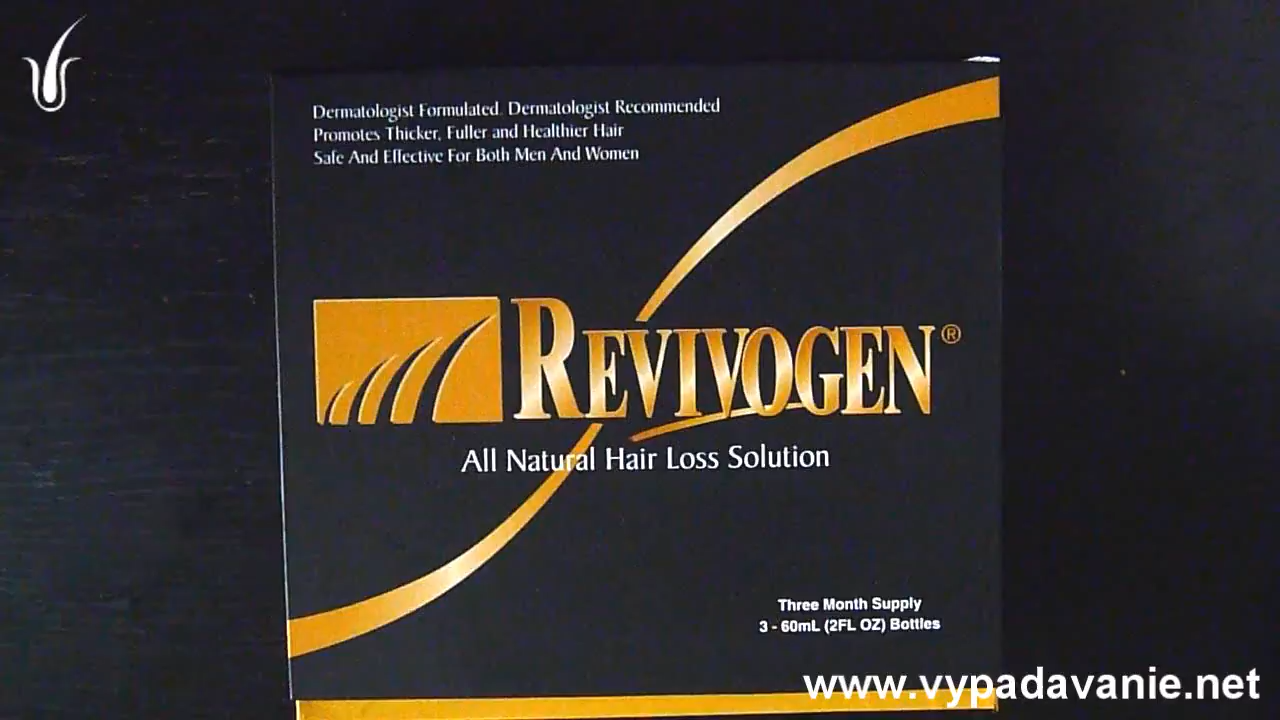 Dermatologist Formulated. Dermatologist Recommended
Promotes Thicker, Fuller and Healthier Hair
Safe And Effective For Both Men And Women
REVIVOGEN®
All Natural Hair Loss Solution
Three Month Supply
3 - 60mL (2FL OZ) Bottles
www.vypadavanie.net